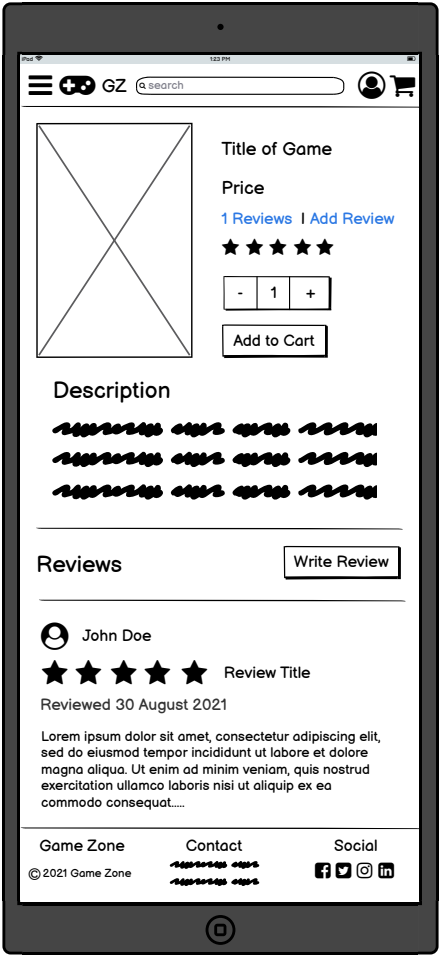 iPod 1:23 PM
GZ search
Title of Game
Price
1 Reviews | Add Review
- 1 +
Add to Cart
Description
Reviews
Write Review
John Doe
Review Title
Reviewed 30 August 2021
Lorem ipsum dolor sit amet, consectetur adipiscing elit,
sed do eiusmod tempor incididunt ut labore et dolore
magna aliqua. Ut enim ad minim veniam, quis nostrud
exercitation ullamco laboris nisi ut aliquip ex ea
commodo consequat.....
Game Zone Contact Social
© 2021 Game Zone